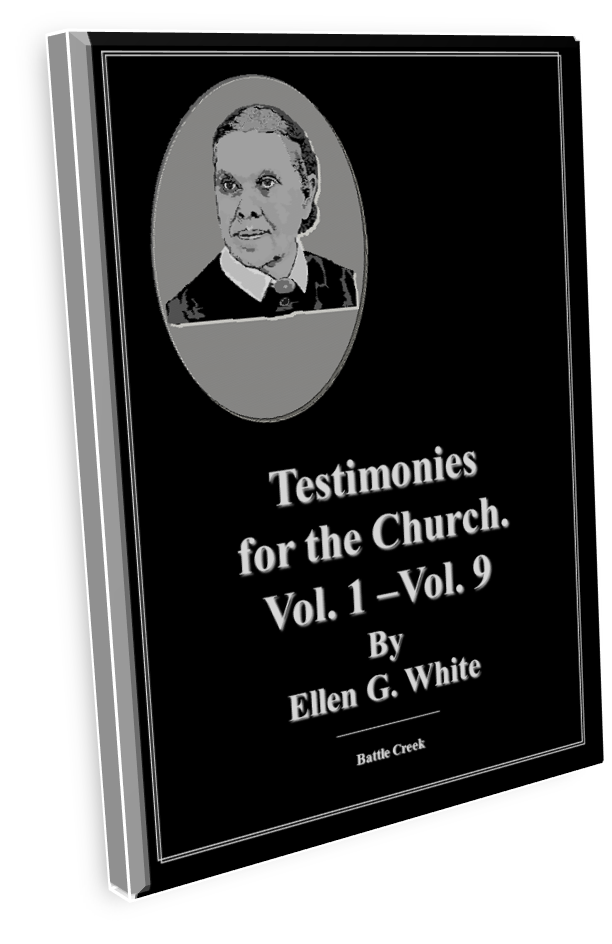 Testimonies
for the Church.
Vol. 1 –Vol. 9
By
Ellen G. White
Battle Creek